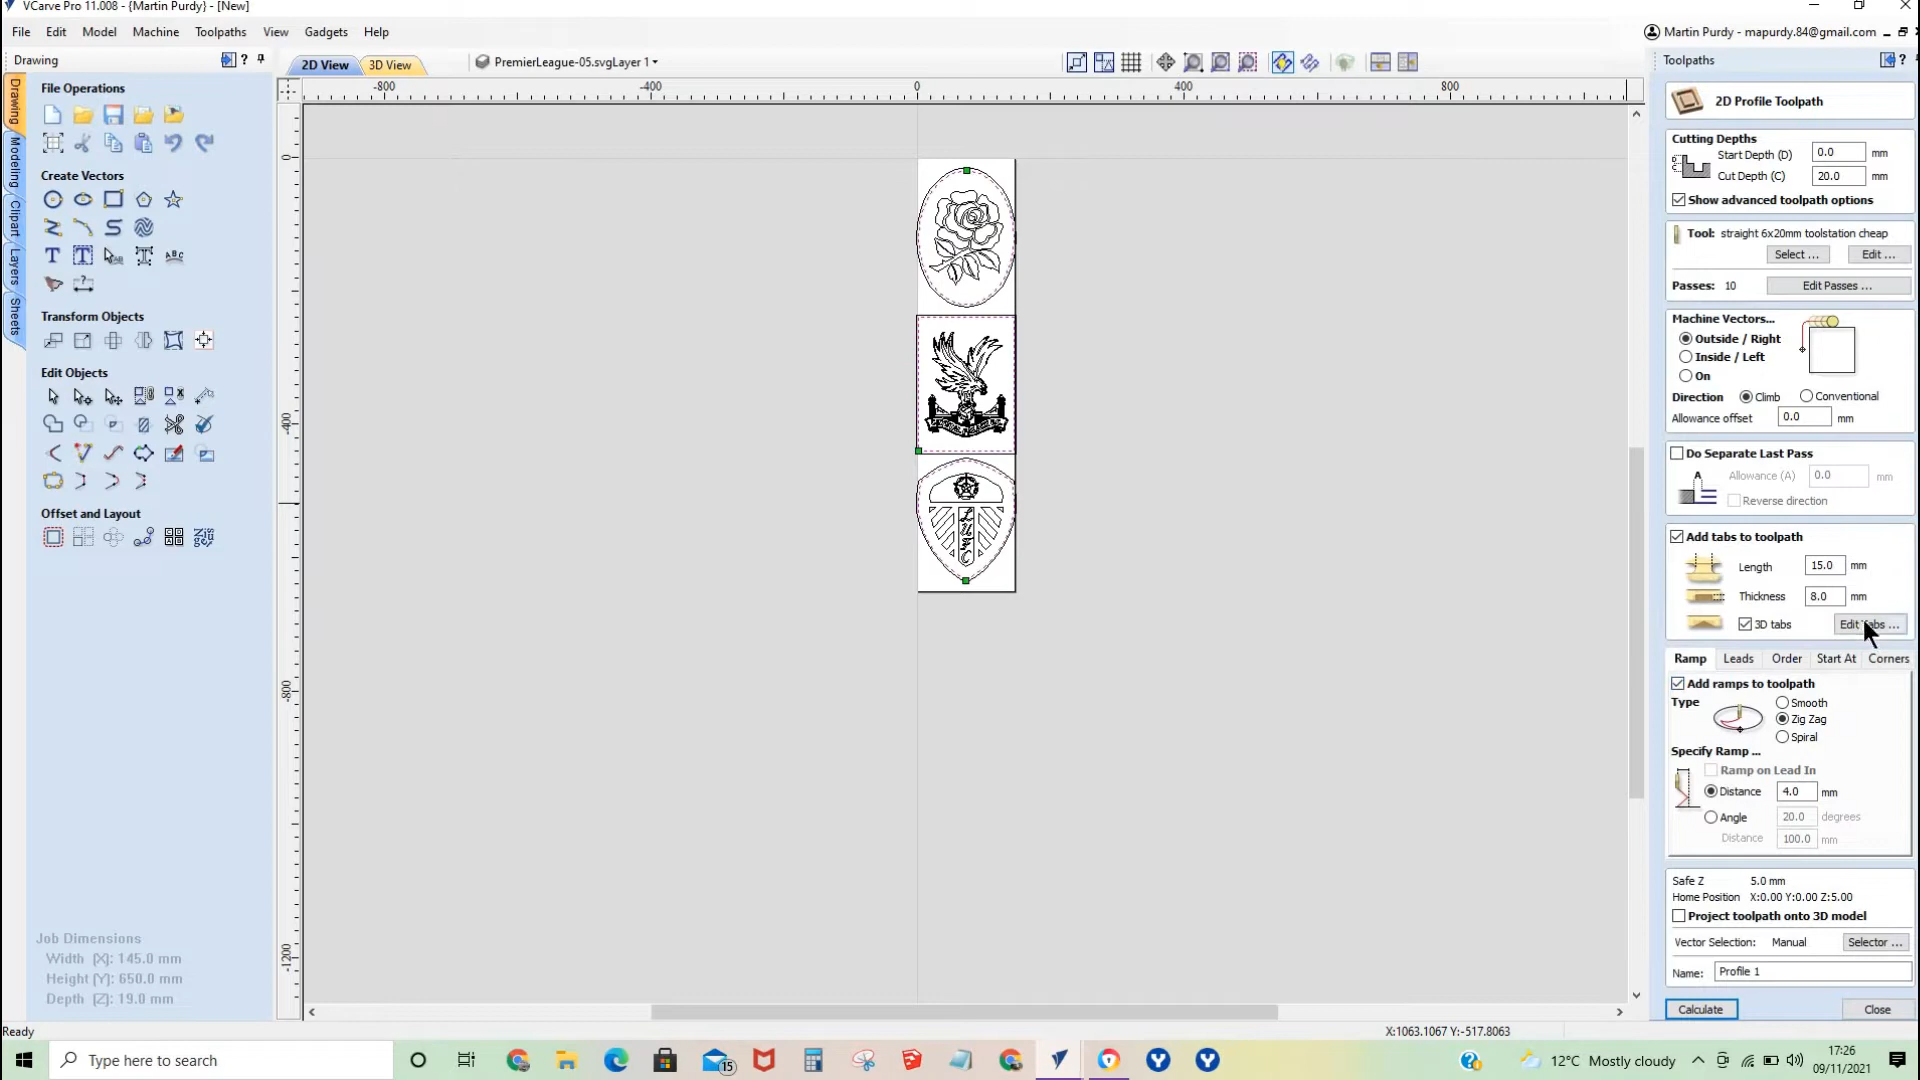 VCarve Pro 11.008 - {Martin Purdy} - [New]
File Edit Model Machine Toolpaths View Gadgets Help
Martin Purdy - mapurdy.84@gmail.com
Drawing ?
2D View 3D View PremierLeague-05.svgLayer 1
Toolpaths ?
Drawing
Modeling
Clipart
Layers
Sheets
File Operations
Create Vectors
Transform Objects
Edit Objects
Offset and Layout
Job Dimensions
Width (X): 145.0 mm
Height (Y): 650.0 mm
Depth (Z): 19.0 mm
-800 -400 0 400 800
0
-400
-800
-1200
2D Profile Toolpath
Cutting Depths
Start Depth (D) 0.0 mm
Cut Depth (C) 20.0 mm
Show advanced toolpath options
Tool: straight 6x20mm toolstation cheap
Select ... Edit ...
Passes: 10 Edit Passes ...
Machine Vectors...
Outside / Right
Inside / Left
On
Direction Climb Conventional
Allowance offset 0.0 mm
Do Separate Last Pass
A Allowance (A) 0.0 mm
Reverse direction
Add tabs to toolpath
Length 15.0 mm
Thickness 8.0 mm
3D tabs Edit Tabs ...
Ramp Leads Order Start At Corners
Add ramps to toolpath
Type Smooth
Zig Zag
Spiral
Specify Ramp ...
Ramp on Lead In
Distance 4.0 mm
Angle 20.0 degrees
Distance 100.0 mm
Safe Z 5.0 mm
Home Position X:0.00 Y:0.00 Z:5.00
Project toolpath onto 3D model
Vector Selection: Manual Selector ...
Name: Profile 1
Calculate Close
Ready
X:1063.1067 Y:-517.8063
Type here to search
15
12°C Mostly cloudy
17:26
09/11/2021